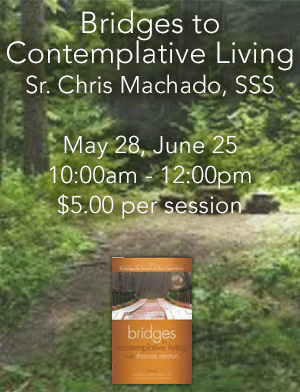 Bridges to
Contemplative Living
Sr. Chris Machado, SSS
May 28, June 25
10:00am - 12:00pm
$5.00 per session
bridges
contemplative living
thomas merton